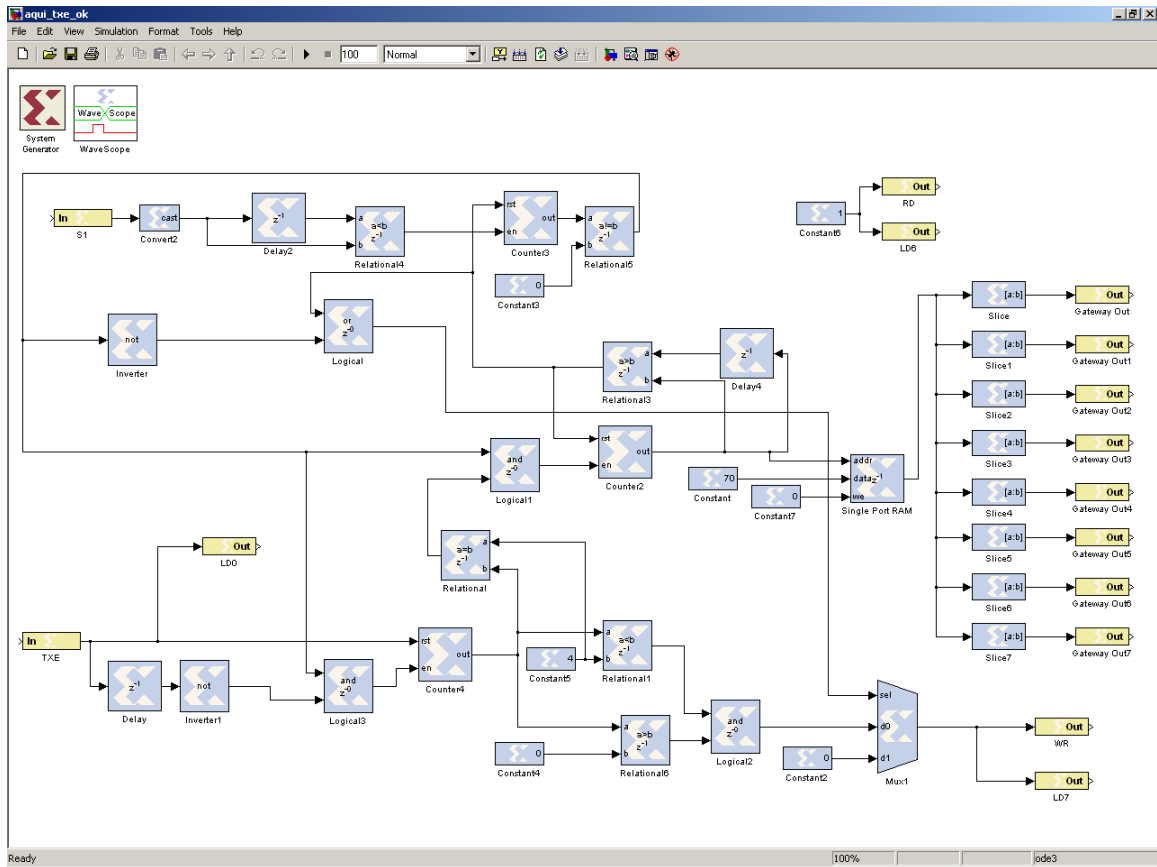 aqui_txe_ok
File Edit View Simulation Format Tools Help
100 Normal
Wave Scope
System
Generator
WaveScope
In
S1
cast
Convert2
z-1
Delay2
a
b
a<b
z-1
Relational4
rst
en
out
Counter3
a
b
a!=b
z-1
Relational5
0
Constant3
1
Constant6
Out
RD
Out
LD6
not
Inverter
or
z-0
Logical
a>b
z-1
a
b
Relational3
z-1
Delay4
and
z-0
Logical1
rst
en
out
Counter2
70
Constant
0
Constant7
addr
data
we
z-1
Single Port RAM
[a:b]
Slice
Out
Gateway Out
[a:b]
Slice1
Out
Gateway Out1
[a:b]
Slice2
Out
Gateway Out2
[a:b]
Slice3
Out
Gateway Out3
[a:b]
Slice4
Out
Gateway Out4
[a:b]
Slice5
Out
Gateway Out5
[a:b]
Slice6
Out
Gateway Out6
[a:b]
Slice7
Out
Gateway Out7
Out
LD0
a=b
z-1
a
b
Relational
In
TXE
z-1
Delay
not
Inverter1
and
z-0
Logical3
rst
en
out
Counter4
4
Constant5
a
b
a<b
z-1
Relational1
0
Constant4
a
b
a>b
z-1
Relational6
and
z-0
Logical2
0
Constant2
sel
d0
d1
Mux1
Out
WR
Out
LD7
Ready
100%
ode3